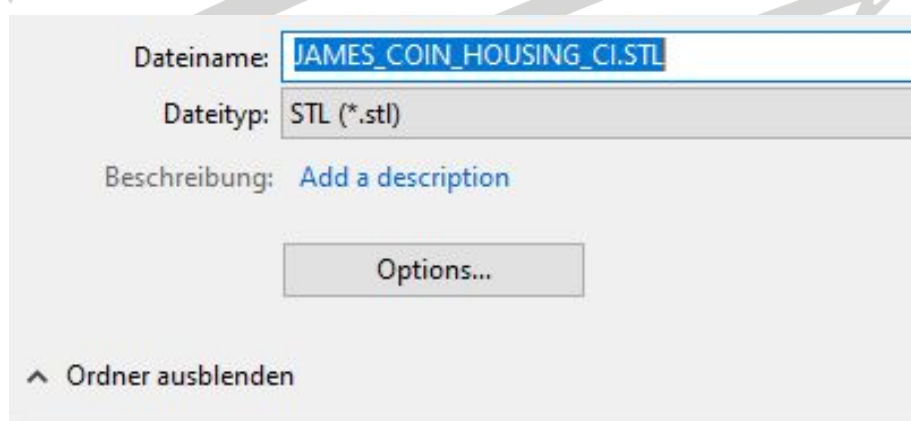 Dateiname: JAMES_COIN_HOUSING_CI.STL
Dateityp: STL (*.stl)
Beschreibung: Add a description
Options...
Ordner ausblenden